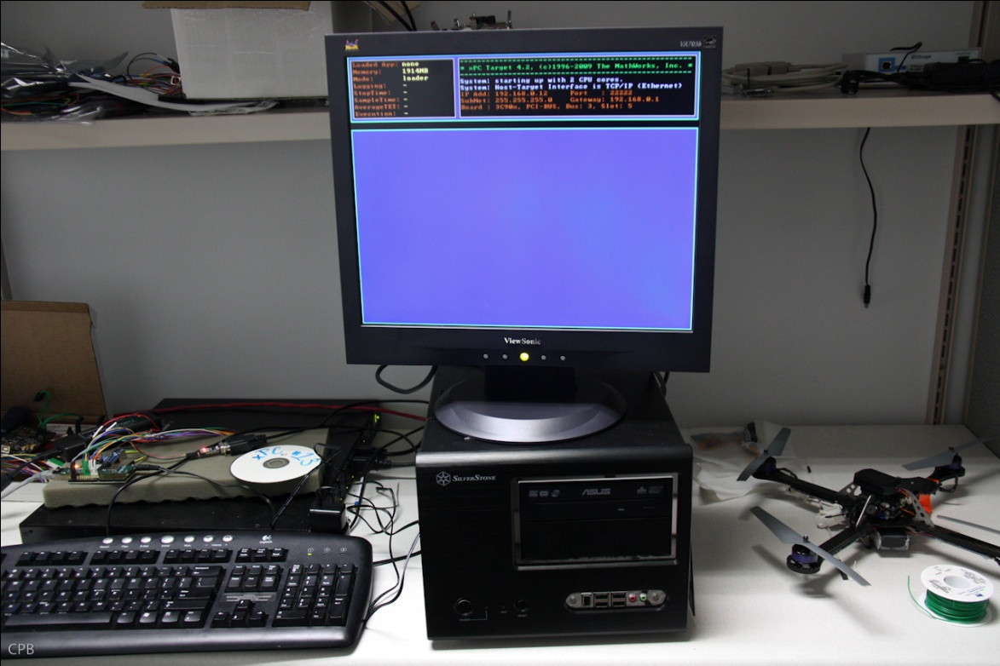 Loaded App: none
Memory: 1914MB
Mode: loader
Logging: -
StopTime: -
SampleTime: -
AverageTET: -
Execution: -
* xPC Target 4.2, (c)1996-2009 The MathWorks, Inc. *
System: starting up with 2 CPU cores.
System: Host-Target Interface is TCP/IP (Ethernet)
IP Add: 192.168.0.12 Port : 22222
SubNet: 255.255.255.0 Gateway: 192.168.0.1
Board : 3C90x, PCI-BUS, Bus: 3, Slot: 5
ViewSonic
SILVERSTONE
ASUS
Logitech
CPB